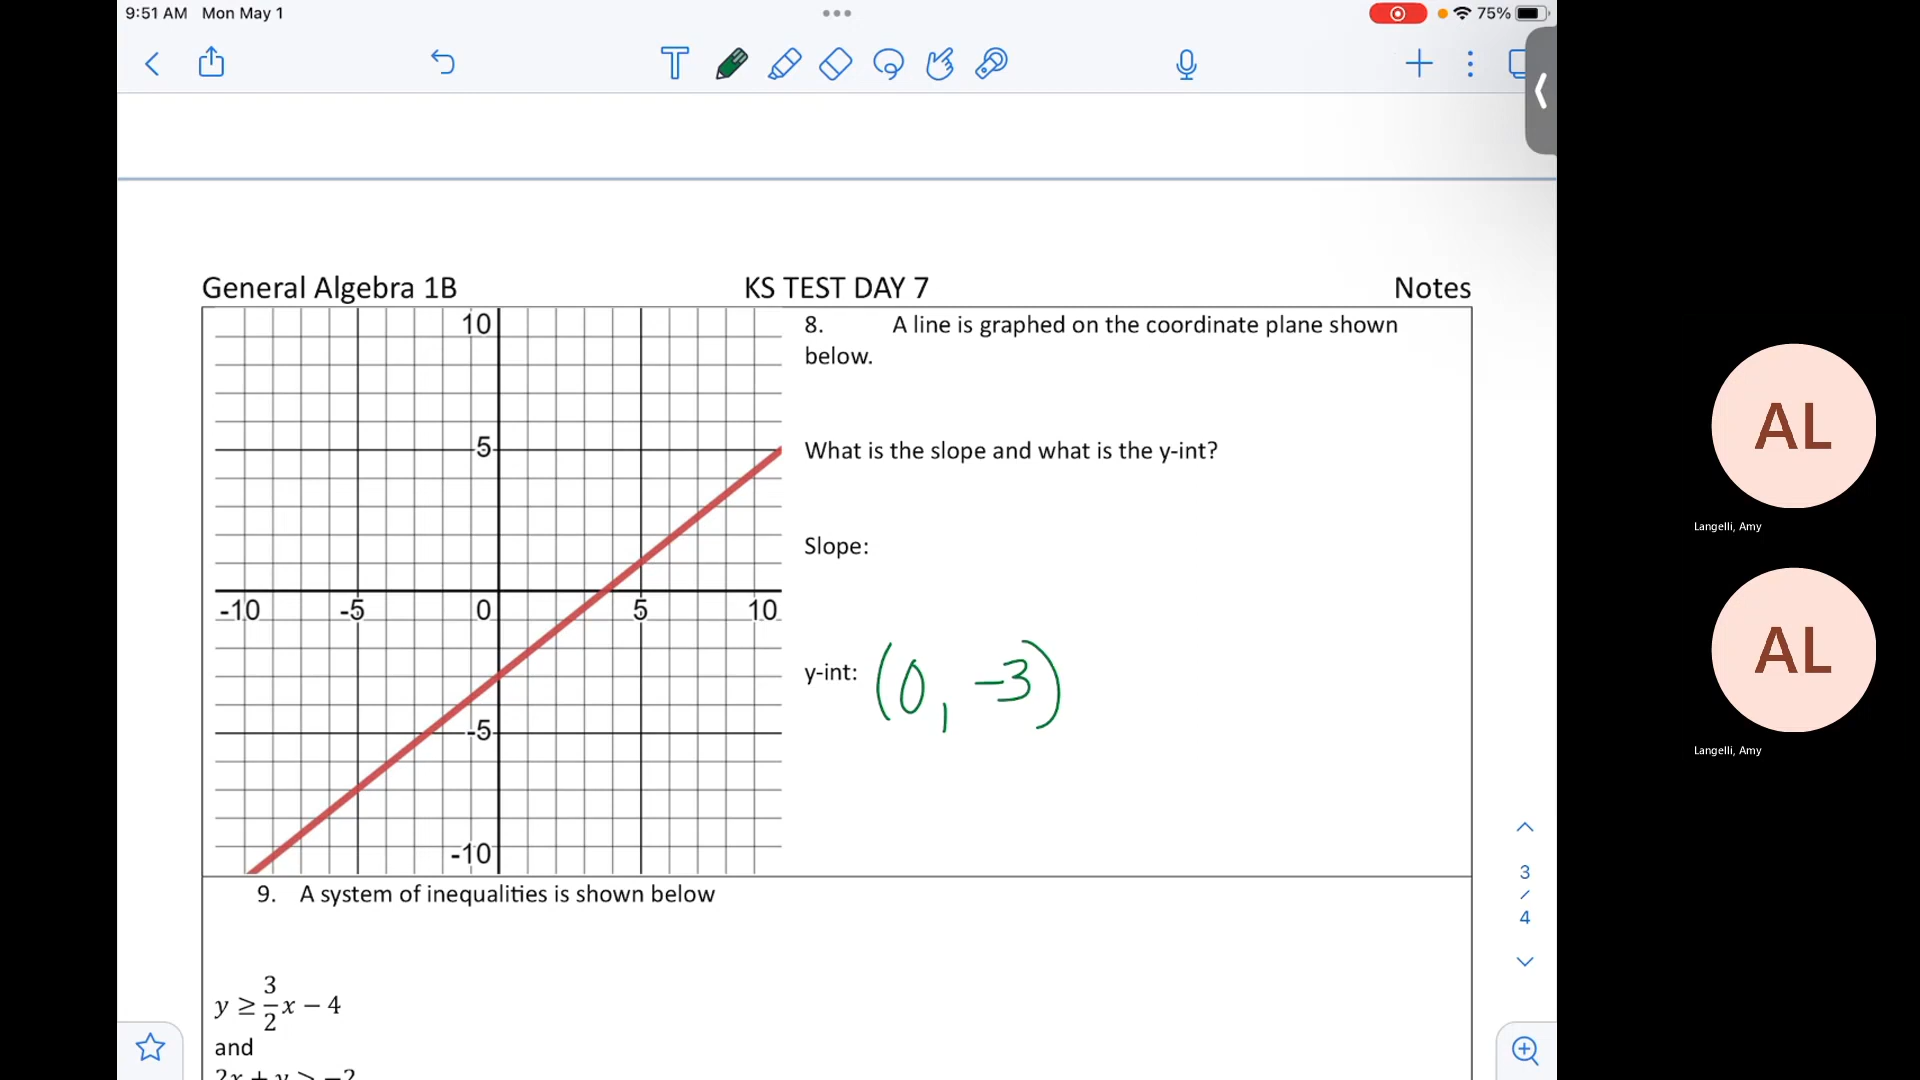 9:51 AM Mon May 1
75%
General Algebra 1B KS TEST DAY 7 Notes
8. A line is graphed on the coordinate plane shown
below.
What is the slope and what is the y-int?
Slope:
y-int: (0, -3)
10
5
-10 -5 0 5 10
-5
-10
9. A system of inequalities is shown below
y ≥ 3/2 x − 4
and
2x + y > −2
3
/
4
AL
Langelli, Amy
AL
Langelli, Amy